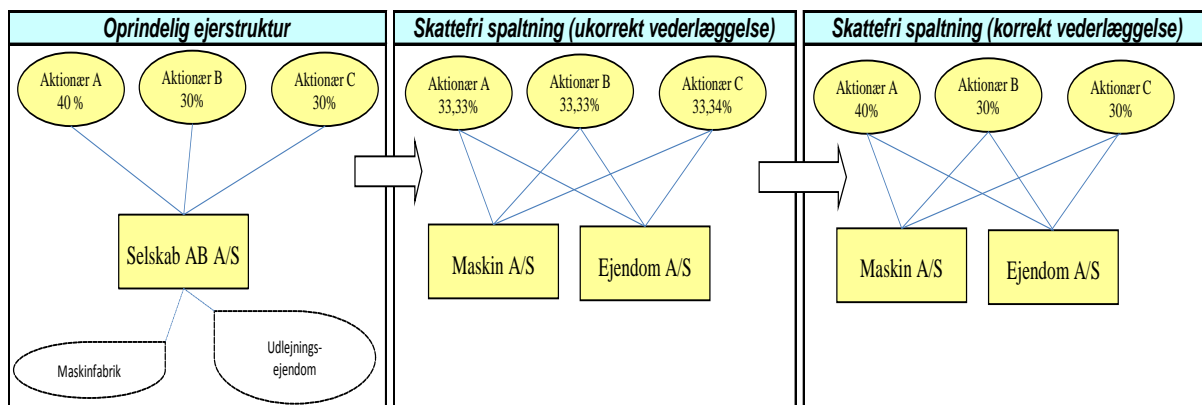 Oprindelig ejerstruktur
Aktionær A
40 %
Aktionær B
30%
Aktionær C
30%
Selskab AB A/S
Maskinfabrik
Udlejnings-
ejendom
Skattefri spaltning (ukorrekt vederlæggelse)
Aktionær A
33,33%
Aktionær B
33,33%
Aktionær C
33,34%
Maskin A/S
Ejendom A/S
Skattefri spaltning (korrekt vederlæggelse)
Aktionær A
40%
Aktionær B
30%
Aktionær C
30%
Maskin A/S
Ejendom A/S